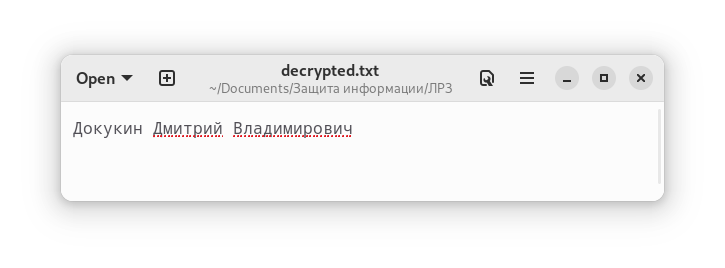 Open
decrypted.txt
~/Documents/Защита информации/ЛР3
Докукин Дмитрий Владимирович